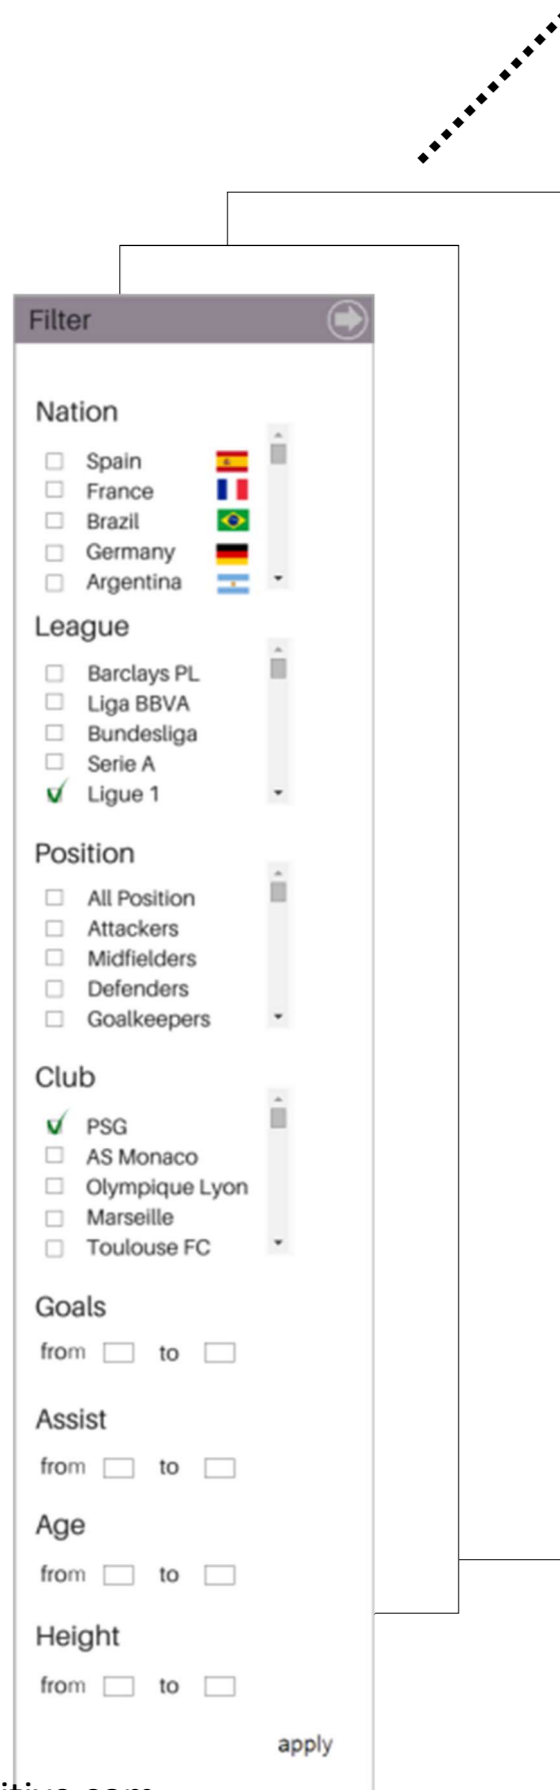 Filter
Nation
Spain
France
Brazil
Germany
Argentina
League
Barclays PL
Liga BBVA
Bundesliga
Serie A
Ligue 1
Position
All Position
Attackers
Midfielders
Defenders
Goalkeepers
Club
PSG
AS Monaco
Olympique Lyon
Marseille
Toulouse FC
Goals
from to
Assist
from to
Age
from to
Height
from to
apply